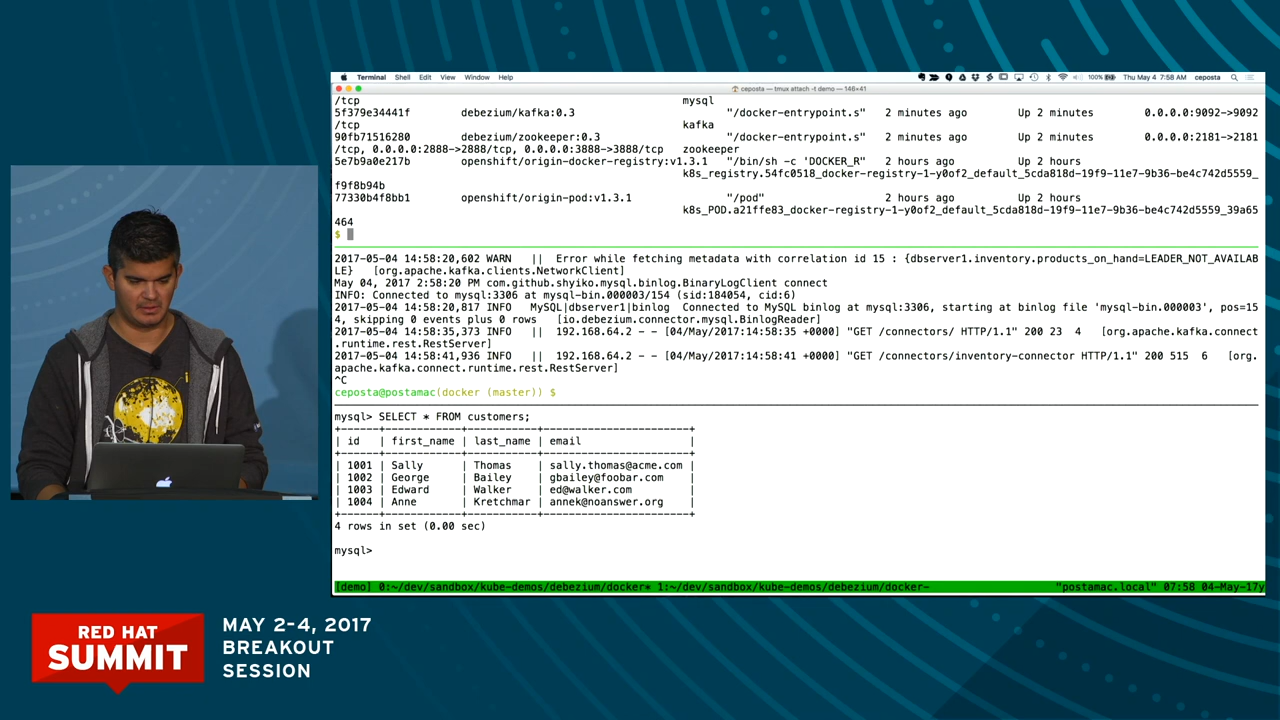 Terminal Shell Edit View Window Help 100% Thu May 4 7:58 AM ceposta
ceposta — tmux attach -t demo — 146×41
/tcp mysql
5f379e34441f debezium/kafka:0.3 "/docker-entrypoint.s" 2 minutes ago Up 2 minutes 0.0.0.0:9092->9092
/tcp kafka
90fb71516280 debezium/zookeeper:0.3 "/docker-entrypoint.s" 2 minutes ago Up 2 minutes 0.0.0.0:2181->2181
/tcp, 0.0.0.0:2888->2888/tcp, 0.0.0.0:3888->3888/tcp zookeeper
5e7b9a0e217b openshift/origin-docker-registry:v1.3.1 "/bin/sh -c 'DOCKER_R" 2 hours ago Up 2 hours
k8s_registry.54fc0518_docker-registry-1-y0of2_default_5cda818d-19f9-11e7-9b36-be4c742d5559_
f9f8b94b
77330b4f8bb1 openshift/origin-pod:v1.3.1 "/pod" 2 hours ago Up 2 hours
k8s_POD.a21ffe83_docker-registry-1-y0of2_default_5cda818d-19f9-11e7-9b36-be4c742d5559_39a65
464
$
2017-05-04 14:58:20,602 WARN || Error while fetching metadata with correlation id 15 : {dbserver1.inventory.products_on_hand=LEADER_NOT_AVAILAB
LE} [org.apache.kafka.clients.NetworkClient]
May 04, 2017 2:58:20 PM com.github.shyiko.mysql.binlog.BinaryLogClient connect
INFO: Connected to mysql:3306 at mysql-bin.000003/154 (sid:184054, cid:6)
2017-05-04 14:58:20,817 INFO MySQL|dbserver1|binlog Connected to MySQL binlog at mysql:3306, starting at binlog file 'mysql-bin.000003', pos=15
4, skipping 0 events plus 0 rows [io.debezium.connector.mysql.BinlogReader]
2017-05-04 14:58:35,373 INFO || 192.168.64.2 - - [04/May/2017:14:58:35 +0000] "GET /connectors/ HTTP/1.1" 200 23 4 [org.apache.kafka.connect
.runtime.rest.RestServer]
2017-05-04 14:58:41,936 INFO || 192.168.64.2 - - [04/May/2017:14:58:41 +0000] "GET /connectors/inventory-connector HTTP/1.1" 200 515 6 [org.
apache.kafka.connect.runtime.rest.RestServer]
^C
ceposta@postamac(docker (master)) $
mysql> SELECT * FROM customers;
+------+------------+-----------+-----------------------+
| id | first_name | last_name | email |
+------+------------+-----------+-----------------------+
| 1001 | Sally | Thomas | sally.thomas@acme.com |
| 1002 | George | Bailey | gbailey@foobar.com |
| 1003 | Edward | Walker | ed@walker.com |
| 1004 | Anne | Kretchmar | annek@noanswer.org |
+------+------------+-----------+-----------------------+
4 rows in set (0.00 sec)
mysql>
[demo] 0:~/dev/sandbox/kube-demos/debezium/docker* 1:~/dev/sandbox/kube-demos/debezium/docker- "postamac.local" 07:58 04-May-17
RED HAT
SUMMIT
MAY 2-4, 2017
BREAKOUT
SESSION